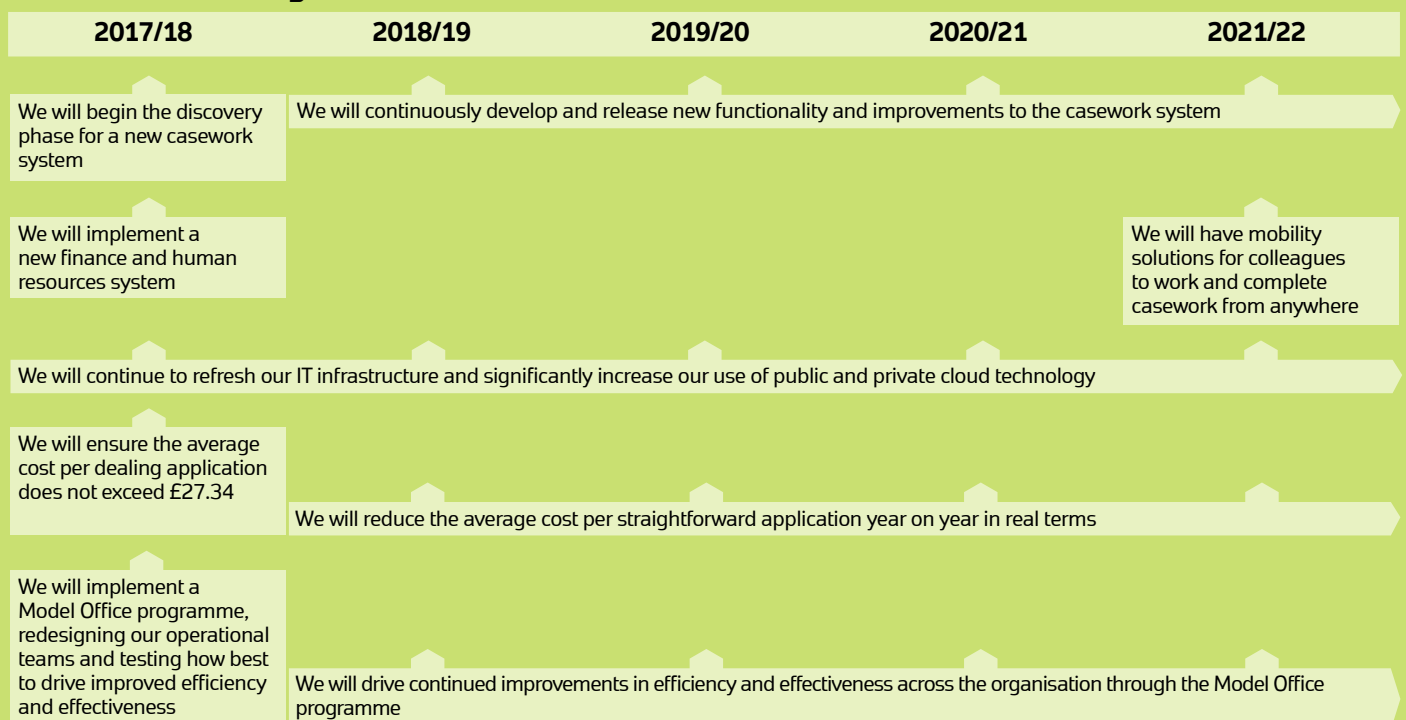 2017/18 2018/19 2019/20 2020/21 2021/22
We will begin the discovery
phase for a new casework
system
We will continuously develop and release new functionality and improvements to the casework system
We will implement a
new finance and human
resources system
We will have mobility
solutions for colleagues
to work and complete
casework from anywhere
We will continue to refresh our IT infrastructure and significantly increase our use of public and private cloud technology
We will ensure the average
cost per dealing application
does not exceed £27.34
We will reduce the average cost per straightforward application year on year in real terms
We will implement a
Model Office programme,
redesigning our operational
teams and testing how best
to drive improved efficiency
and effectiveness
We will drive continued improvements in efficiency and effectiveness across the organisation through the Model Office
programme